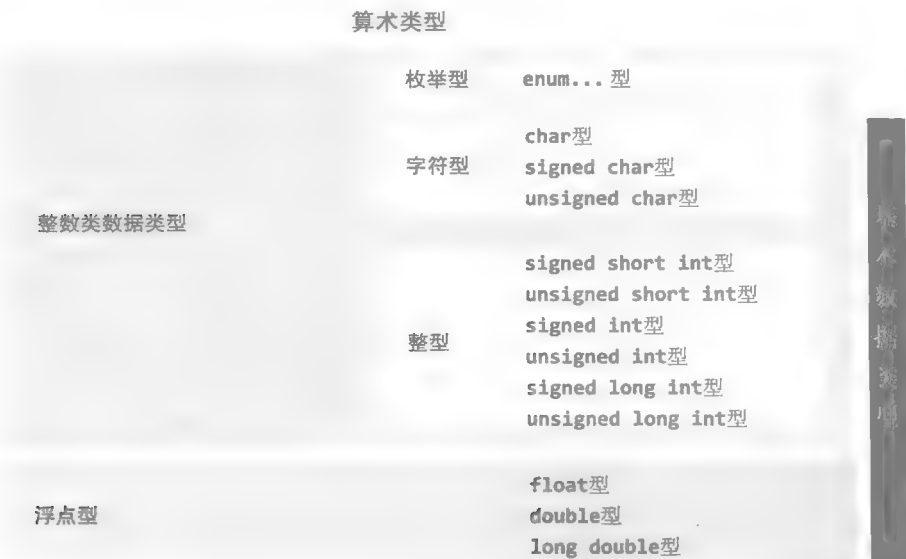 算术类型
枚举型 enum... 型
char型
字符型 signed char型
unsigned char型
整数类数据类型
signed short int型
unsigned short int型
signed int型
整型
unsigned int型
signed long int型
unsigned long int型
float型
浮点型 double型
long double型
数